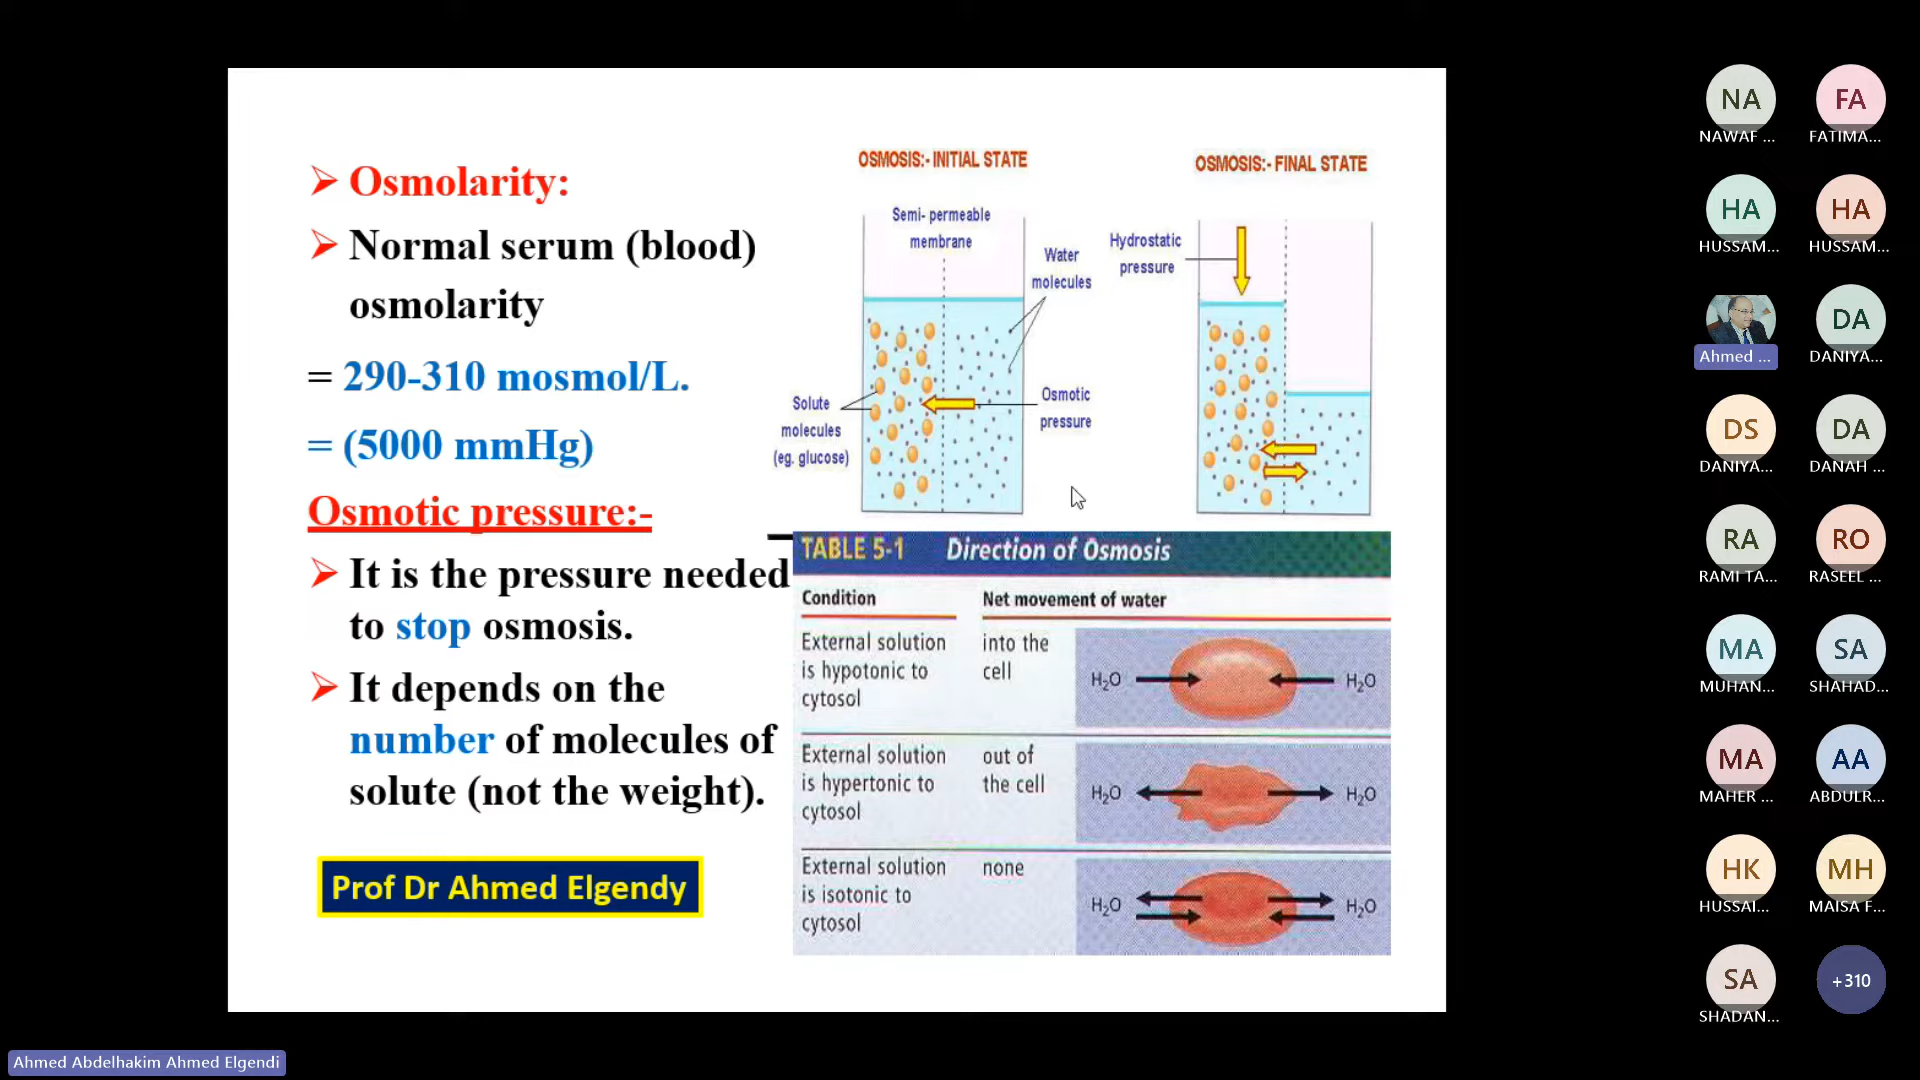 ➢ Osmolarity:
➢ Normal serum (blood)
osmolarity
= 290-310 mosmol/L.
= (5000 mmHg)
Osmotic pressure:-
➢ It is the pressure needed
to stop osmosis.
➢ It depends on the
number of molecules of
solute (not the weight).
Prof Dr Ahmed Elgendy
OSMOSIS:- INITIAL STATE
Semi- permeable
membrane
Water
molecules
Solute
molecules
(eg. glucose)
Osmotic
pressure
OSMOSIS:- FINAL STATE
Hydrostatic
pressure
TABLE 5-1 Direction of Osmosis
Condition Net movement of water
External solution
is hypotonic to
cytosol
into the
cell
H₂O H₂O
External solution
is hypertonic to
cytosol
out of
the cell
H₂O H₂O
External solution
is isotonic to
cytosol
none
H₂O H₂O
NA FA
NAWAF ... FATIMA...
HA HA
HUSSAM... HUSSAM...
DA
Ahmed ... DANIYA...
DS DA
DANIYA... DANAH ...
RA RO
RAMI TA... RASEEL ...
MA SA
MUHAN... SHAHAD...
MA AA
MAHER ... ABDULR...
HK MH
HUSSAI... MAISA F...
SA +310
SHADAN...
Ahmed Abdelhakim Ahmed Elgendi